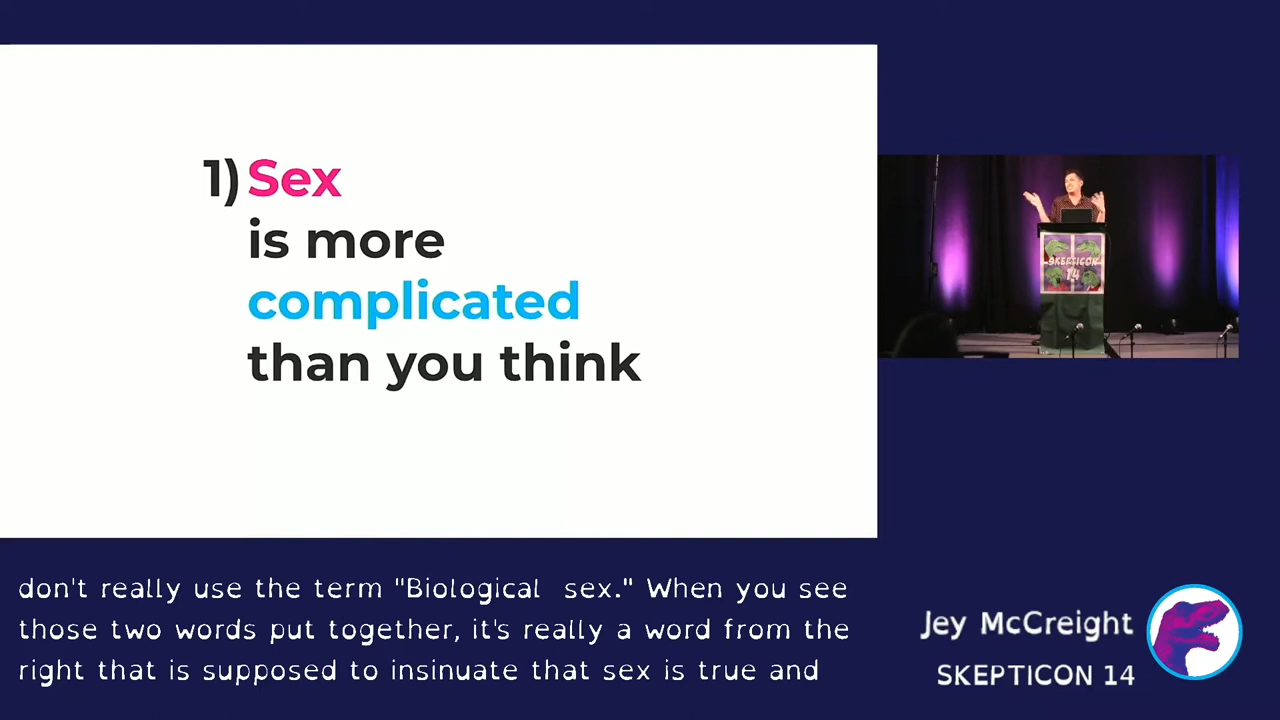 1) Sex
is more
complicated
than you think
SKEPTICON
14
don't really use the term "Biological sex." When you see
those two words put together, it's really a word from the
right that is supposed to insinuate that sex is true and
Jey McCreight
SKEPTICON 14